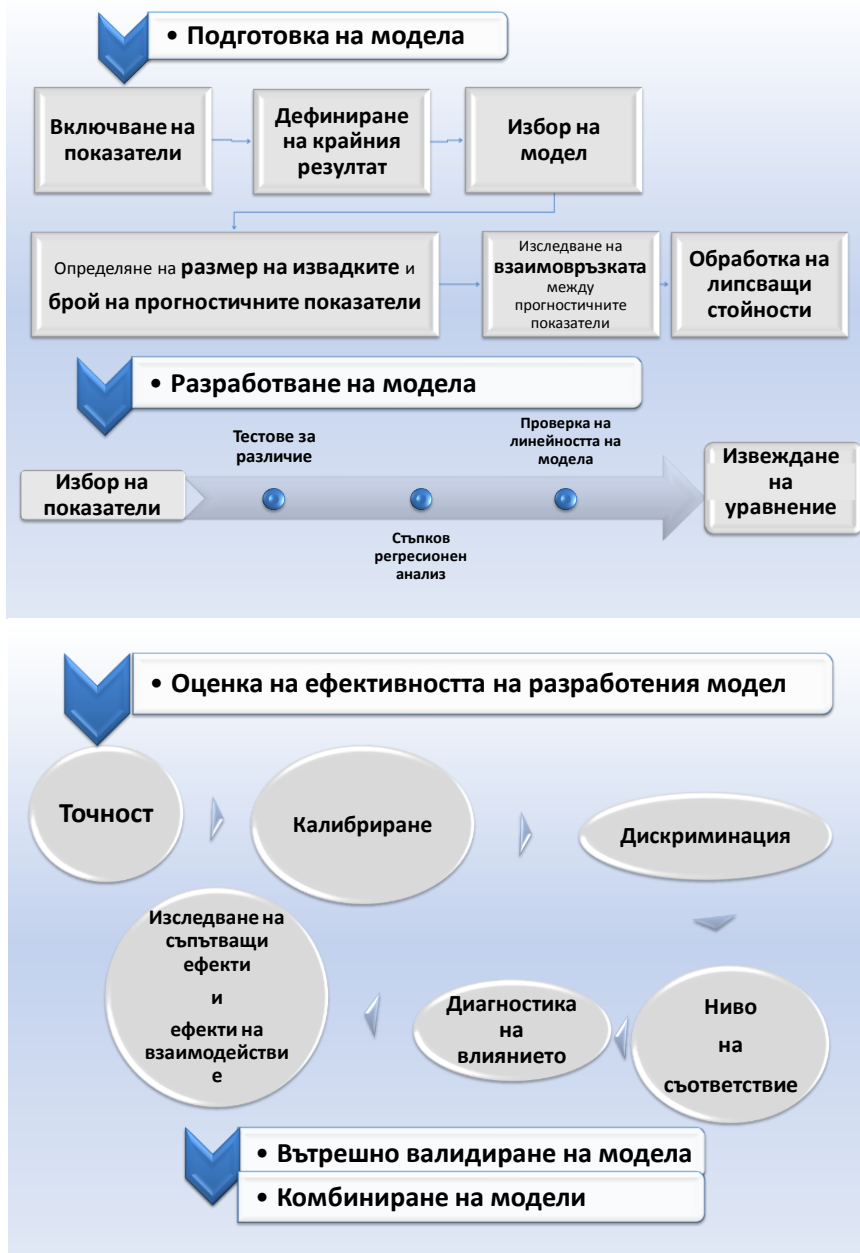 • Подготовка на модела
Включване на
показатели
Дефиниране
на крайния
резултат
Избор на
модел
Определяне на размер на извадките и
брой на прогностичните показатели
Изследване на
взаимовръзката
между
прогностичните
показатели
Обработка на
липсващи
стойности
• Разработване на модела
Избор на
показатели
Тестове за
различие
Стъпков
регресионен
анализ
Проверка на
линейността на
модела
Извеждане
на
уравнение
• Оценка на ефективността на разработения модел
Точност
Калибриране
Дискриминация
Ниво
на
съответствие
Диагностика
на
влиянието
Изследване на
съпътващи
ефекти
и
ефекти на
взаимодействи
е
• Вътрешно валидиране на модела
• Комбиниране на модели